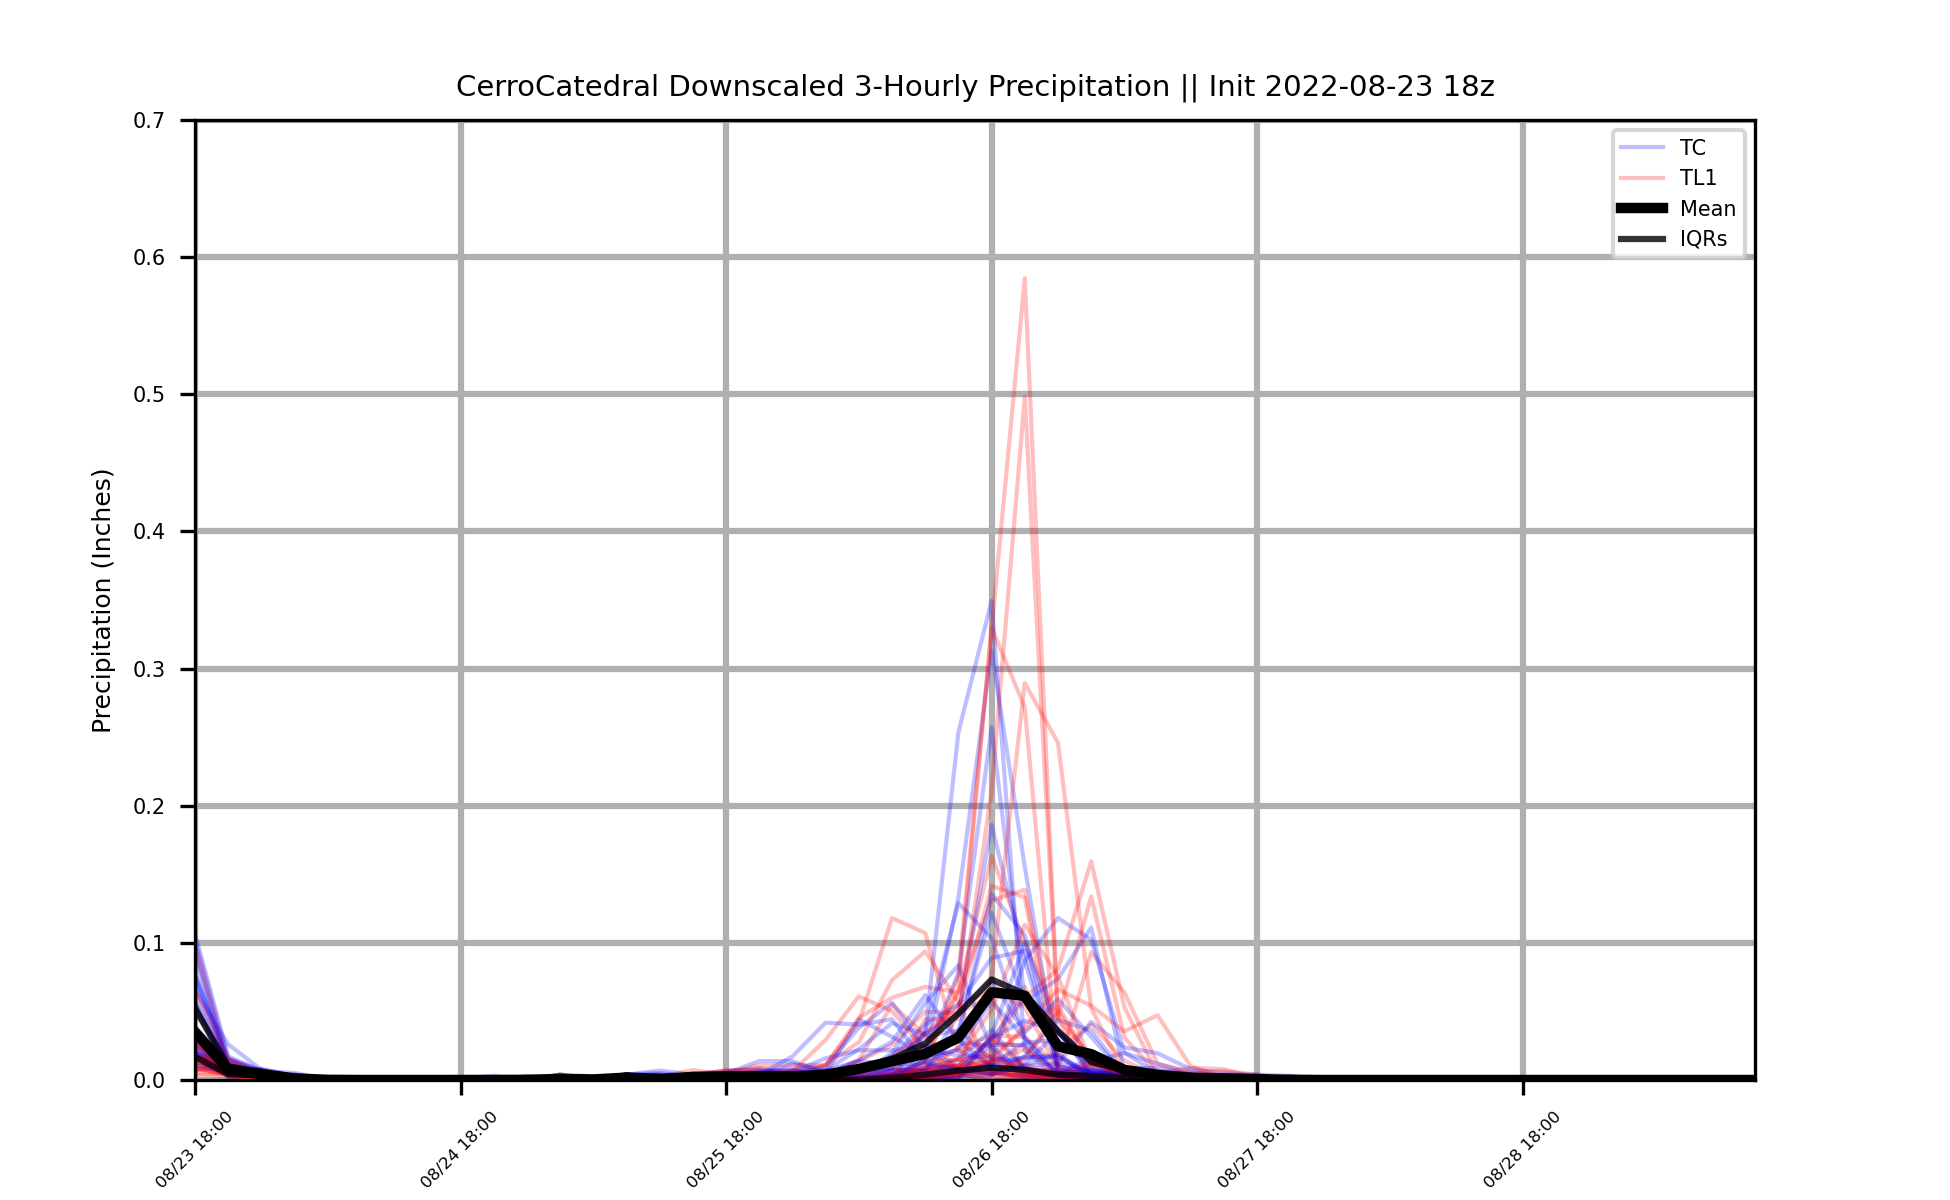 CerroCatedral Downscaled 3-Hourly Precipitation || Init 2022-08-23 18z
Precipitation (Inches)
0.7
0.6
0.5
0.4
0.3
0.2
0.1
0.0
TC
TL1
Mean
IQRs
08/23 18:00
08/24 18:00
08/25 18:00
08/26 18:00
08/27 18:00
08/28 18:00